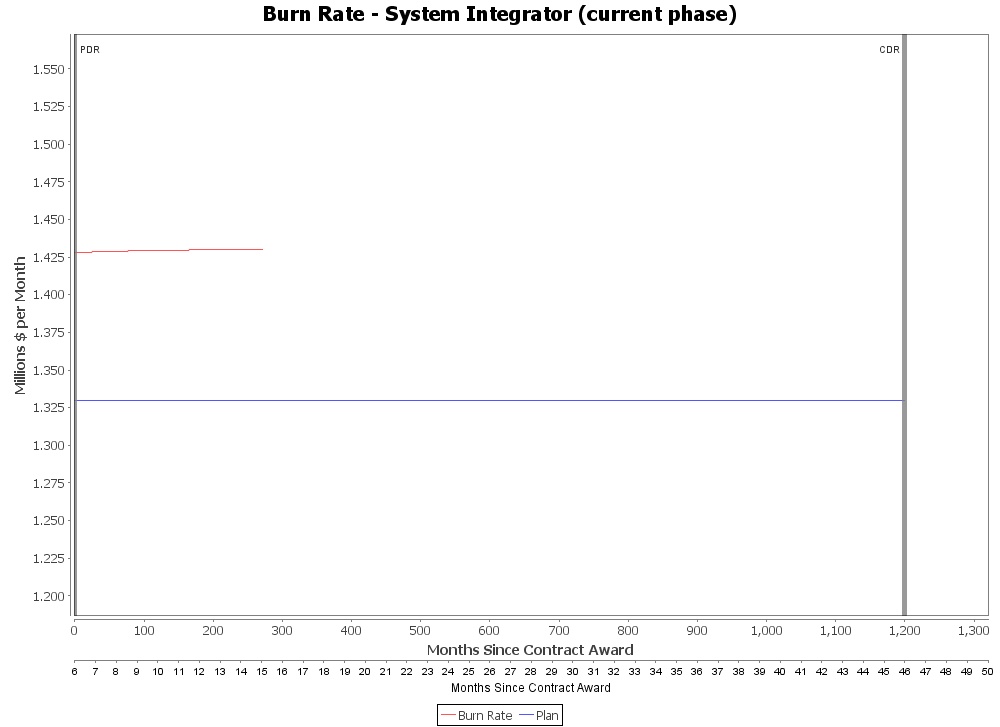 Burn Rate - System Integrator (current phase)
PDR
CDR
1.550
1.525
1.500
1.475
1.450
1.425
1.400
1.375
1.350
1.325
1.300
1.275
1.250
1.225
1.200
Millions $ per Month
0 100 200 300 400 500 600 700 800 900 1,000 1,100 1,200 1,300
Months Since Contract Award
6 7 8 9 10 11 12 13 14 15 16 17 18 19 20 21 22 23 24 25 26 27 28 29 30 31 32 33 34 35 36 37 38 39 40 41 42 43 44 45 46 47 48 49 50
Months Since Contract Award
Burn Rate Plan